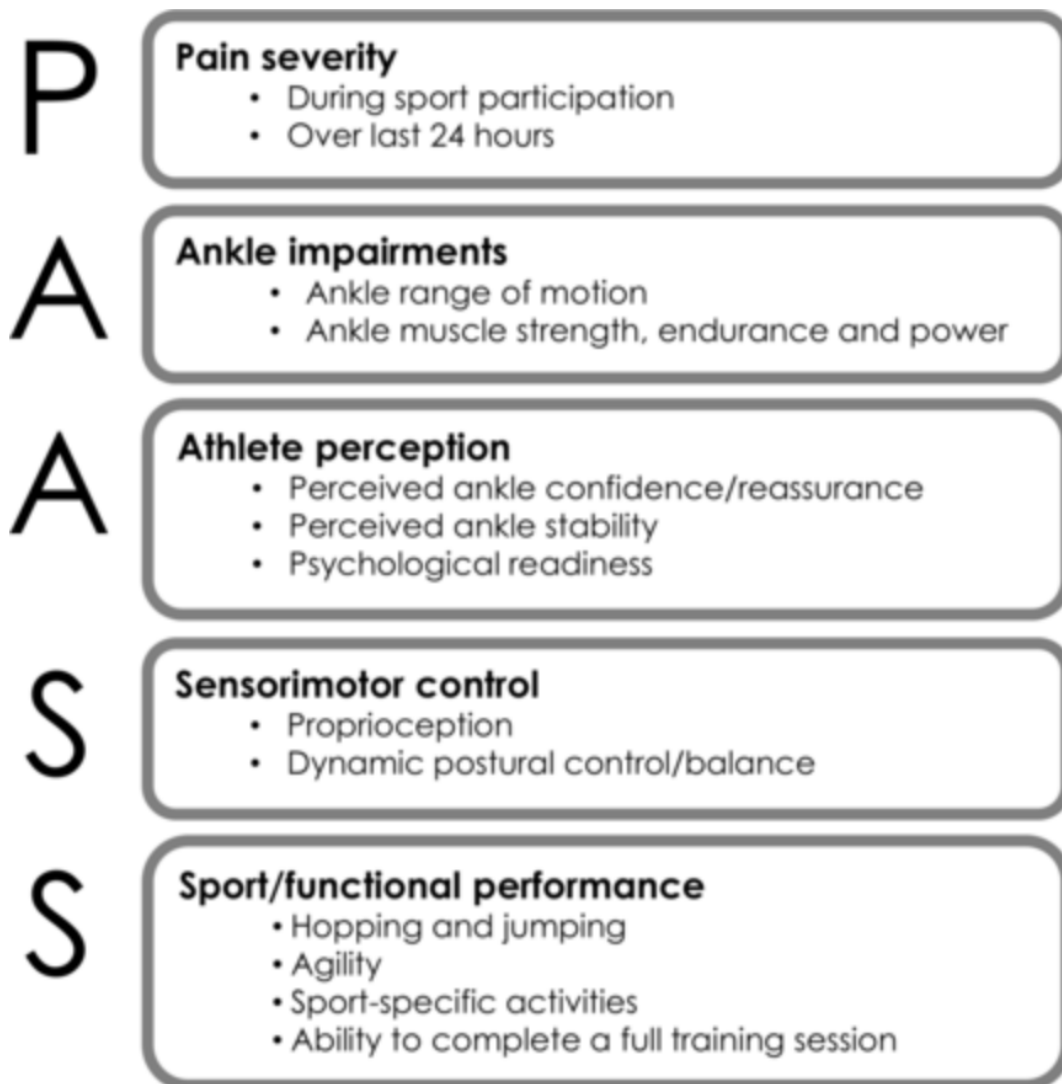 P
Pain severity
• During sport participation
• Over last 24 hours
A
Ankle impairments
• Ankle range of motion
• Ankle muscle strength, endurance and power
A
Athlete perception
• Perceived ankle confidence/reassurance
• Perceived ankle stability
• Psychological readiness
S
Sensorimotor control
• Proprioception
• Dynamic postural control/balance
S
Sport/functional performance
• Hopping and jumping
• Agility
• Sport-specific activities
• Ability to complete a full training session